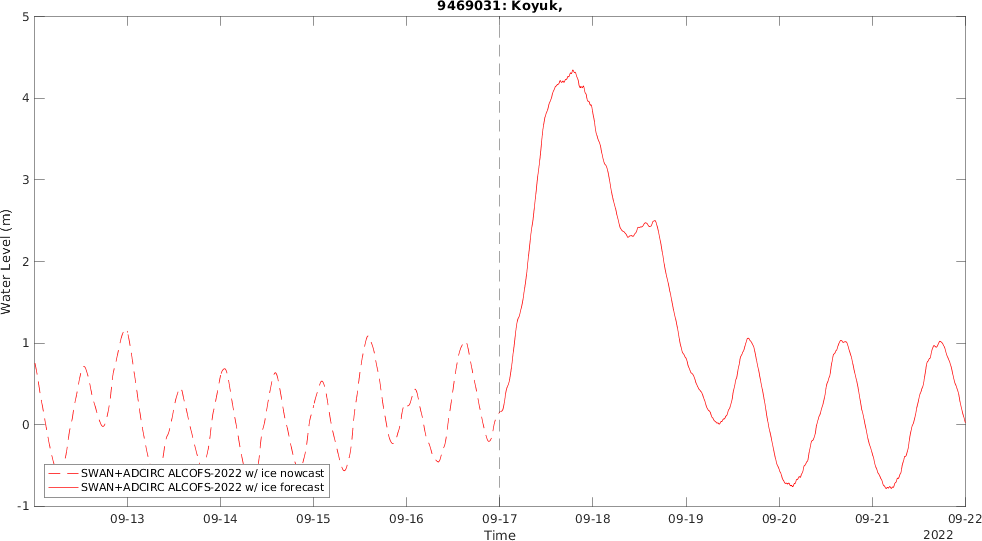 9469031: Koyuk,
5
4
3
2
1
0
-1
Water Level (m)
SWAN+ADCIRC ALCOFS-2022 w/ ice nowcast
SWAN+ADCIRC ALCOFS-2022 w/ ice forecast
09-13 09-14 09-15 09-16 09-17 09-18 09-19 09-20 09-21 09-22
Time
2022